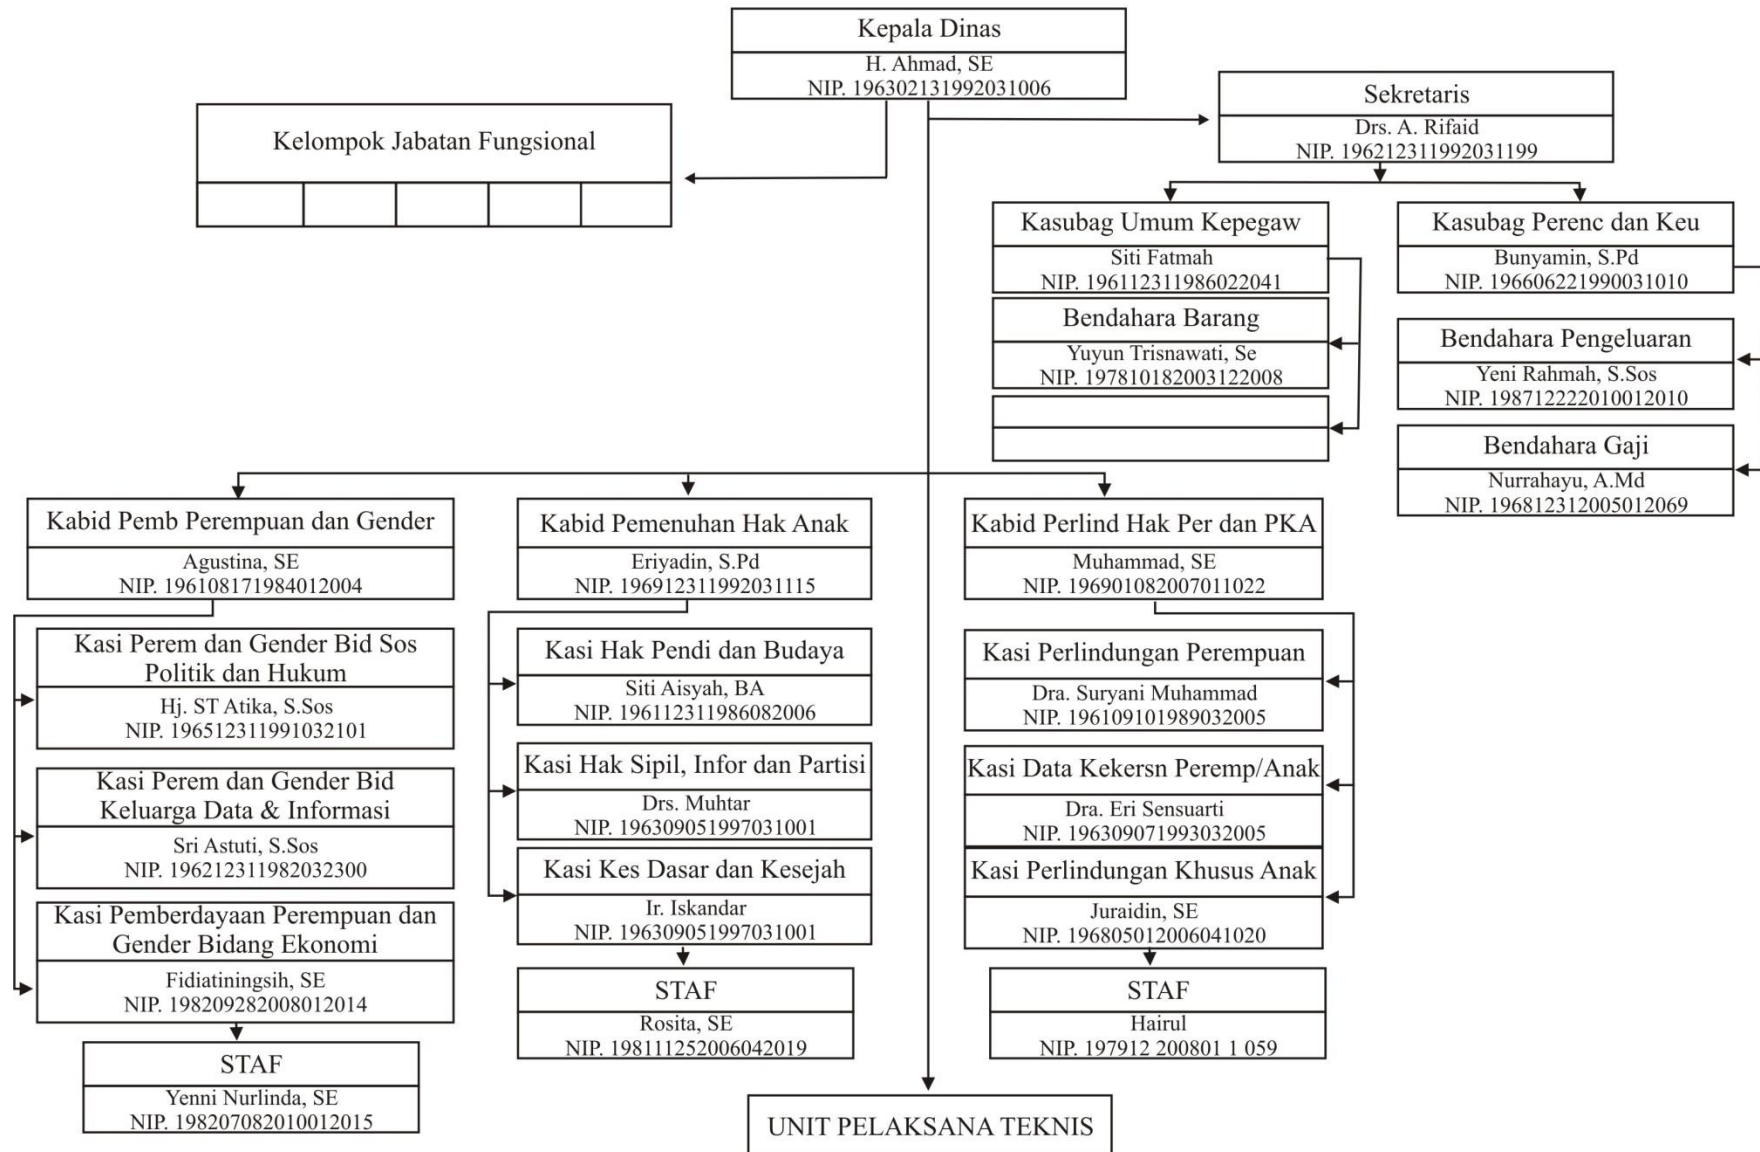 Kepala Dinas
H. Ahmad, SE
NIP. 196302131992031006
Kelompok Jabatan Fungsional
Sekretaris
Drs. A. Rifaid
NIP. 196212311992031199
Kasubag Umum Kepegaw
Siti Fatmah
NIP. 196112311986022041
Bendahara Barang
Yuyun Trisnawati, Se
NIP. 197810182003122008
Kasubag Perenc dan Keu
Bunyamin, S.Pd
NIP. 196606221990031010
Bendahara Pengeluaran
Yeni Rahmah, S.Sos
NIP. 198712222010012010
Bendahara Gaji
Nurrahayu, A.Md
NIP. 196812312005012069
Kabid Pemb Perempuan dan Gender
Agustina, SE
NIP. 196108171984012004
Kasi Perem dan Gender Bid Sos
Politik dan Hukum
Hj. ST Atika, S.Sos
NIP. 196512311991032101
Kasi Perem dan Gender Bid
Keluarga Data & Informasi
Sri Astuti, S.Sos
NIP. 196212311982032300
Kasi Pemberdayaan Perempuan dan
Gender Bidang Ekonomi
Fidiatiningsih, SE
NIP. 198209282008012014
STAF
Yenni Nurlinda, SE
NIP. 198207082010012015
Kabid Pemenuhan Hak Anak
Eriyadin, S.Pd
NIP. 196912311992031115
Kasi Hak Pendi dan Budaya
Siti Aisyah, BA
NIP. 196112311986082006
Kasi Hak Sipil, Infor dan Partisi
Drs. Muhtar
NIP. 196309051997031001
Kasi Kes Dasar dan Kesejah
Ir. Iskandar
NIP. 196309051997031001
STAF
Rosita, SE
NIP. 198111252006042019
Kabid Perlind Hak Per dan PKA
Muhammad, SE
NIP. 196901082007011022
Kasi Perlindungan Perempuan
Dra. Suryani Muhammad
NIP. 196109101989032005
Kasi Data Kekersn Peremp/Anak
Dra. Eri Sensuarti
NIP. 196309071993032005
Kasi Perlindungan Khusus Anak
Juraidin, SE
NIP. 196805012006041020
STAF
Hairul
NIP. 197912 200801 1 059
UNIT PELAKSANA TEKNIS